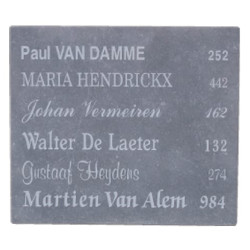 Paul VAN DAMME 252
MARIA HENDRICKX 442
Johan Vermeiren 162
Walter De Laeter 132
Gustaaf Heydens 274
Martien Van Alem 984